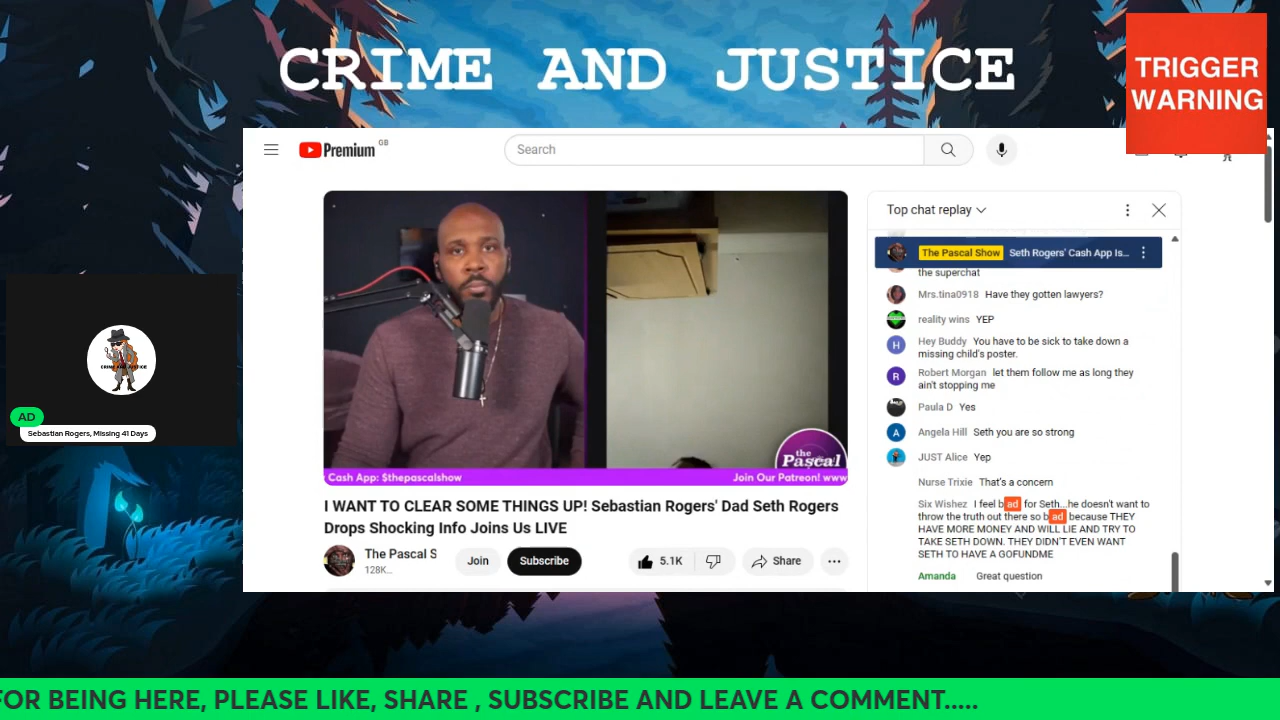 CRIME AND JUSTICE
TRIGGER
WARNING
Premium GB
Search
Top chat replay
The Pascal Show Seth Rogers' Cash App Is...
the superchat
Mrs.tina0918 Have they gotten lawyers?
reality wins YEP
Hey Buddy You have to be sick to take down a
missing child's poster.
Robert Morgan let them follow me as long they
ain't stopping me
Paula D Yes
Angela Hill Seth you are so strong
JUST Alice Yep
Nurse Trixie That's a concern
Six Wishez I feel bad for Seth...he doesn't want to
throw the truth out there so bad because THEY
HAVE MORE MONEY AND WILL LIE AND TRY TO
TAKE SETH DOWN. THEY DIDN'T EVEN WANT
SETH TO HAVE A GOFUNDME
Amanda Great question
the
Pascal
Cash App: $thepascalshow
Join Our Patreon! www
I WANT TO CLEAR SOME THINGS UP! Sebastian Rogers' Dad Seth Rogers
Drops Shocking Info Joins Us LIVE
The Pascal S
128K...
Join
Subscribe
5.1K
Share
CRIME AND JUSTICE
AD
Sebastian Rogers, Missing 41 Days
FOR BEING HERE, PLEASE LIKE, SHARE , SUBSCRIBE AND LEAVE A COMMENT.....